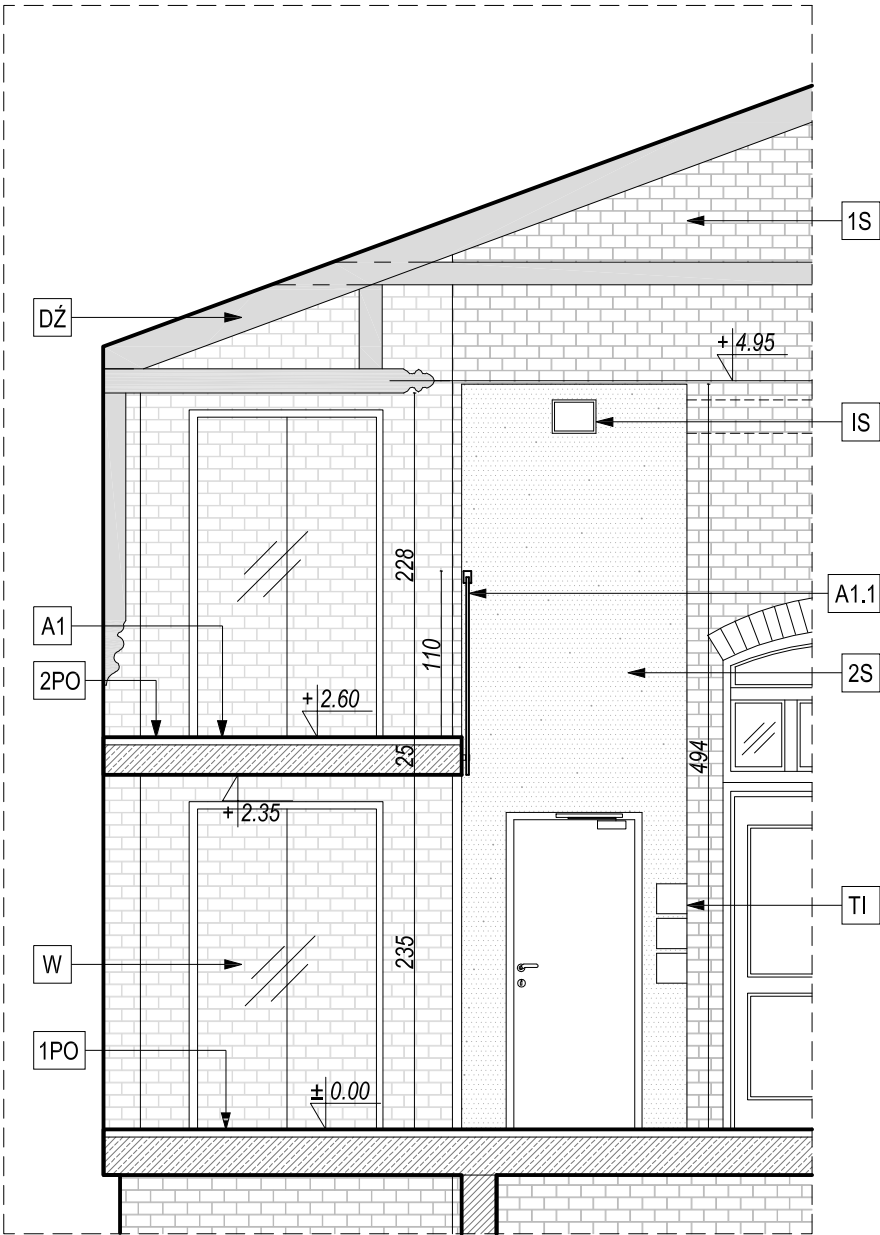 1S
DŹ
+ 4.95
IS
228
A1.1
A1
110
2S
2PO
+ 2.60
25
494
+ 2.35
TI
235
W
1PO
± 0.00